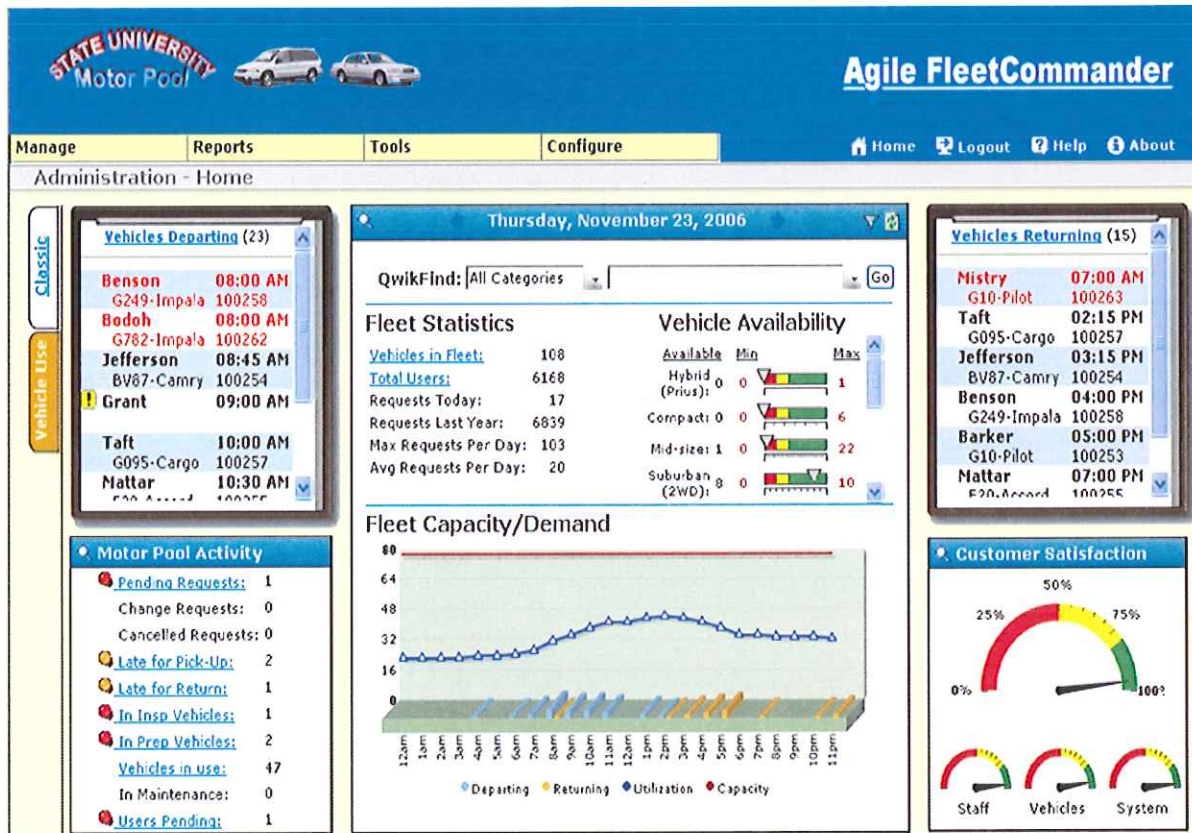 STATE UNIVERSITY
Motor Pool
Agile FleetCommander
Manage Reports Tools Configure
Home Logout Help About
Administration - Home
Classic
Vehicle Use
Vehicles Departing (23)
Benson 08:00 AM
G249-Impala 100258
Bodoh 08:00 AM
G782-Impala 100262
Jefferson 08:45 AM
BV87-Camry 100254
! Grant 09:00 AM
Taft 10:00 AM
G095-Cargo 100257
Mattar 10:30 AM
E20-Accord 100255
Motor Pool Activity
Pending Requests: 1
Change Requests: 0
Cancelled Requests: 0
Late for Pick-Up: 2
Late for Return: 1
In Insp Vehicles: 1
In Prep Vehicles: 2
Vehicles in use: 47
In Maintenance: 0
Users Pending: 1
Thursday, November 23, 2006
QwikFind: All Categories Go
Fleet Statistics
Vehicles in Fleet: 108
Total Users: 6168
Requests Today: 17
Requests Last Year: 6839
Max Requests Per Day: 103
Avg Requests Per Day: 20
Vehicle Availability
Available Min Max
Hybrid (Prius): 0 0 1
Compact: 0 0 6
Mid-size: 1 0 22
Suburban (2WD): 8 0 10
Fleet Capacity/Demand
80
64
48
32
16
0
12am 1am 2am 3am 4am 5am 6am 7am 8am 9am 10am 11am 12am 1pm 2pm 3pm 4pm 5pm 6pm 7pm 8pm 9pm 10pm 11pm
Departing Returning Utilization Capacity
Vehicles Returning (15)
Mistry 07:00 AM
G10-Pilot 100263
Taft 02:15 PM
G095-Cargo 100257
Jefferson 03:15 PM
BV87-Camry 100254
Benson 04:00 PM
G249-Impala 100258
Barker 05:00 PM
G10-Pilot 100253
Mattar 07:00 PM
E20-Accord 100255
Customer Satisfaction
0% 25% 50% 75% 100%
Staff Vehicles System